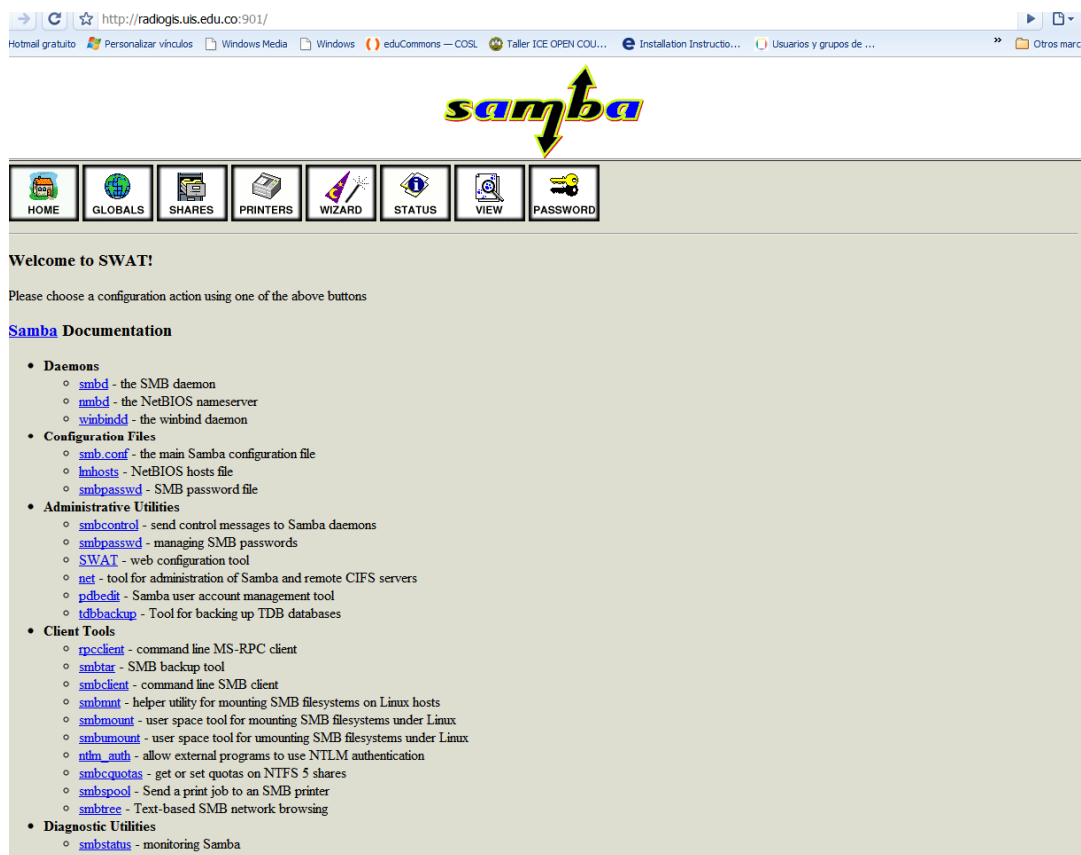 http://radiogis.uis.edu.co:901/
Hotmail gratuito Personalizar vínculos Windows Media Windows eduCommons — COSL Taller ICE OPEN COU... Installation Instructio... Usuarios y grupos de ... » Otros marc
samba
HOME GLOBALS SHARES PRINTERS WIZARD STATUS VIEW PASSWORD
Welcome to SWAT!
Please choose a configuration action using one of the above buttons
Samba Documentation
Daemons
smbd - the SMB daemon
nmbd - the NetBIOS nameserver
winbindd - the winbind daemon
Configuration Files
smb.conf - the main Samba configuration file
lmhosts - NetBIOS hosts file
smbpasswd - SMB password file
Administrative Utilities
smbcontrol - send control messages to Samba daemons
smbpasswd - managing SMB passwords
SWAT - web configuration tool
net - tool for administration of Samba and remote CIFS servers
pdbedit - Samba user account management tool
tdbbackup - Tool for backing up TDB databases
Client Tools
rpcclient - command line MS-RPC client
smbtar - SMB backup tool
smbclient - command line SMB client
smbmnt - helper utility for mounting SMB filesystems on Linux hosts
smbmount - user space tool for mounting SMB filesystems under Linux
smbumount - user space tool for umounting SMB filesystems under Linux
ntlm_auth - allow external programs to use NTLM authentication
smbcquotas - get or set quotas on NTFS 5 shares
smbspool - Send a print job to an SMB printer
smbtree - Text-based SMB network browsing
Diagnostic Utilities
smbstatus - monitoring Samba